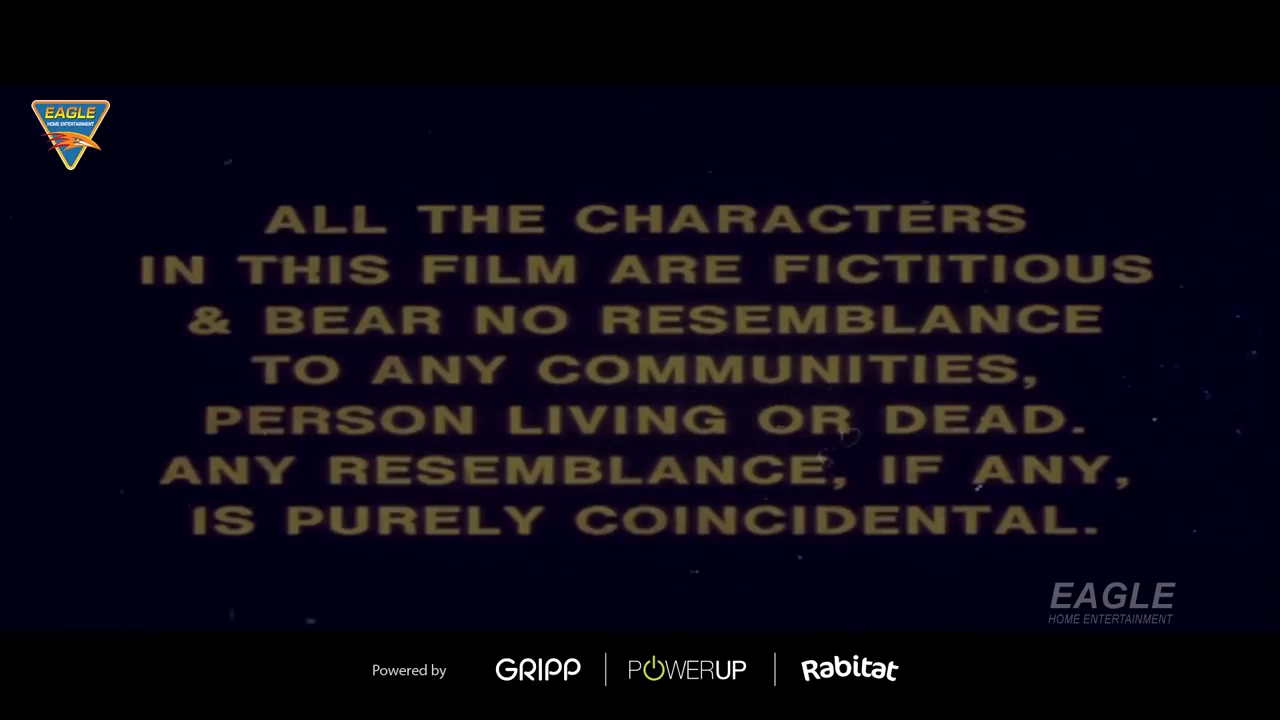 EAGLE
HOME ENTERTAINMENT
ALL THE CHARACTERS
IN THIS FILM ARE FICTITIOUS
& BEAR NO RESEMBLANCE
TO ANY COMMUNITIES,
PERSON LIVING OR DEAD.
ANY RESEMBLANCE, IF ANY,
IS PURELY COINCIDENTAL.
EAGLE
HOME ENTERTAINMENT
Powered by GRIPP POWERUP Rabitat